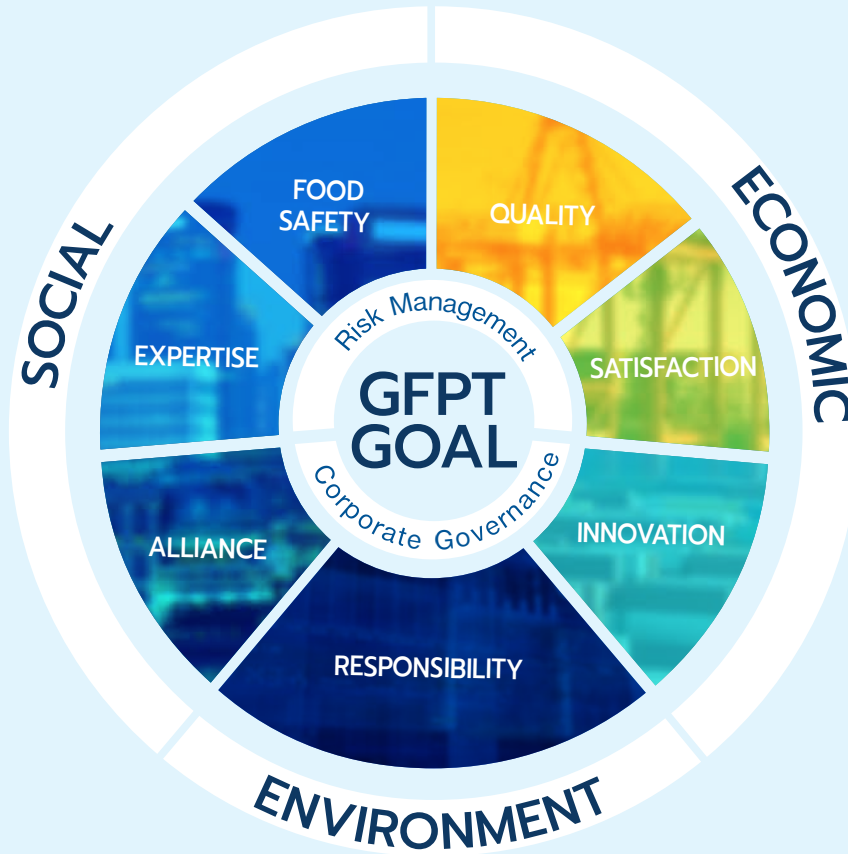 SOCIAL
ECONOMIC
ENVIRONMENT
FOOD
SAFETY
QUALITY
EXPERTISE
SATISFACTION
ALLIANCE
INNOVATION
RESPONSIBILITY
Risk Management
GFPT
GOAL
Corporate Governance